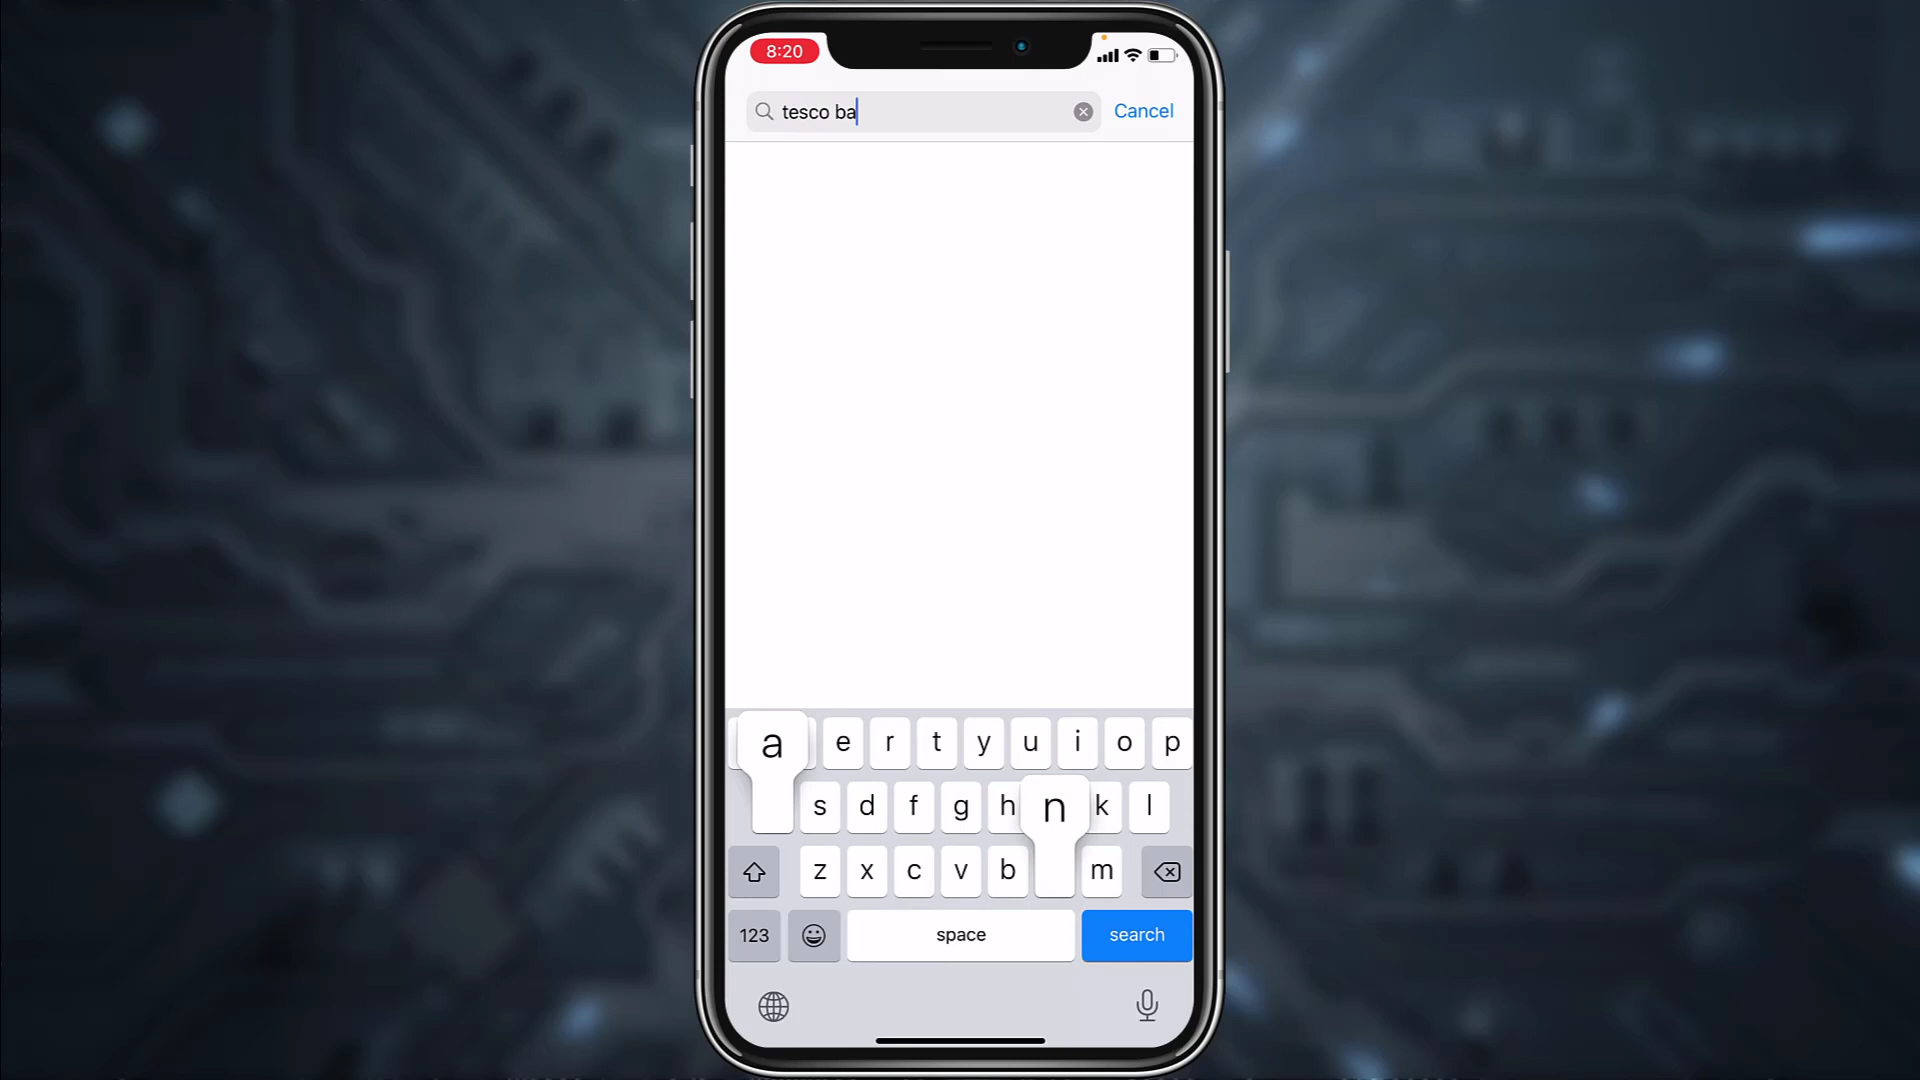 8:20
tesco ba
Cancel
a e r t y u i o p
s d f g h n k l
z x c v b m
123 space search